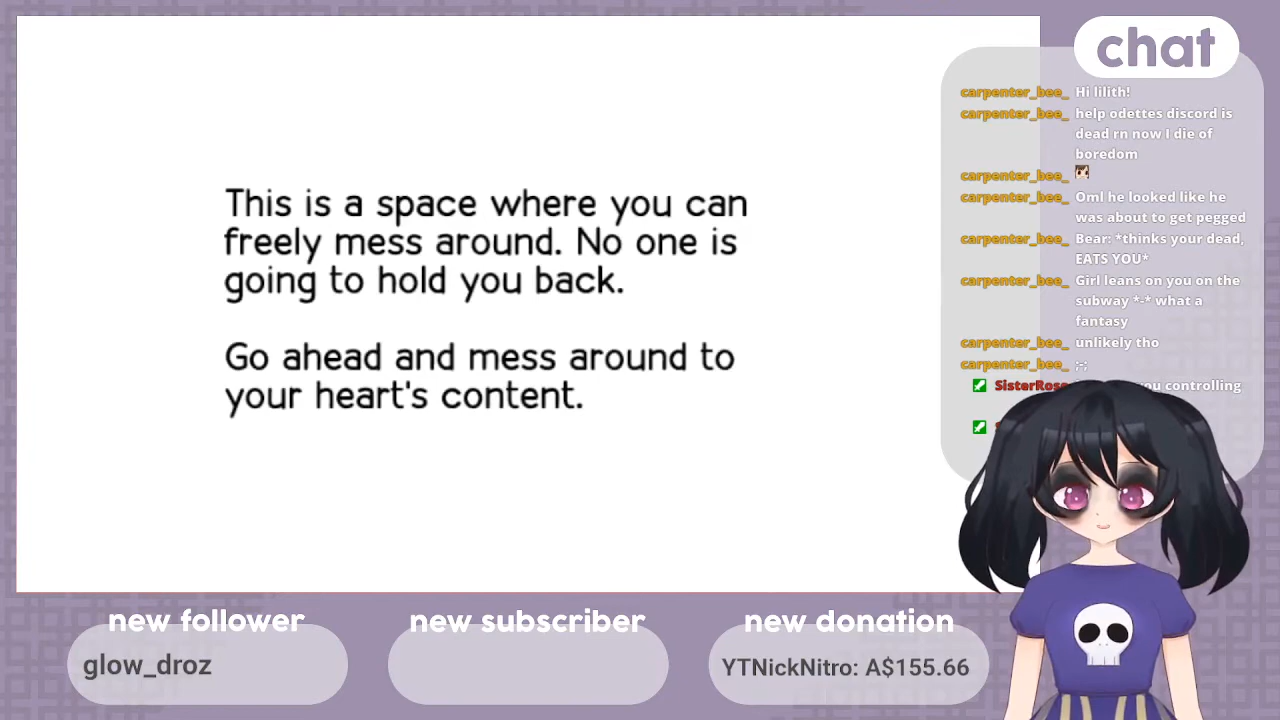 This is a space where you can
freely mess around. No one is
going to hold you back.
Go ahead and mess around to
your heart's content.
chat
carpenter_bee_ Hi lilith!
carpenter_bee_ help odettes discord is
dead rn now I die of
boredom
carpenter_bee_
carpenter_bee_ Oml he looked like he
was about to get pegged
carpenter_bee_ Bear: *thinks your dead,
EATS YOU*
carpenter_bee_ Girl leans on you on the
subway *-* what a
fantasy
carpenter_bee_ unlikely tho
carpenter_bee_ ;-;
SisterRose you controlling
new follower
glow_droz
new subscriber
new donation
YTNickNitro: A$155.66